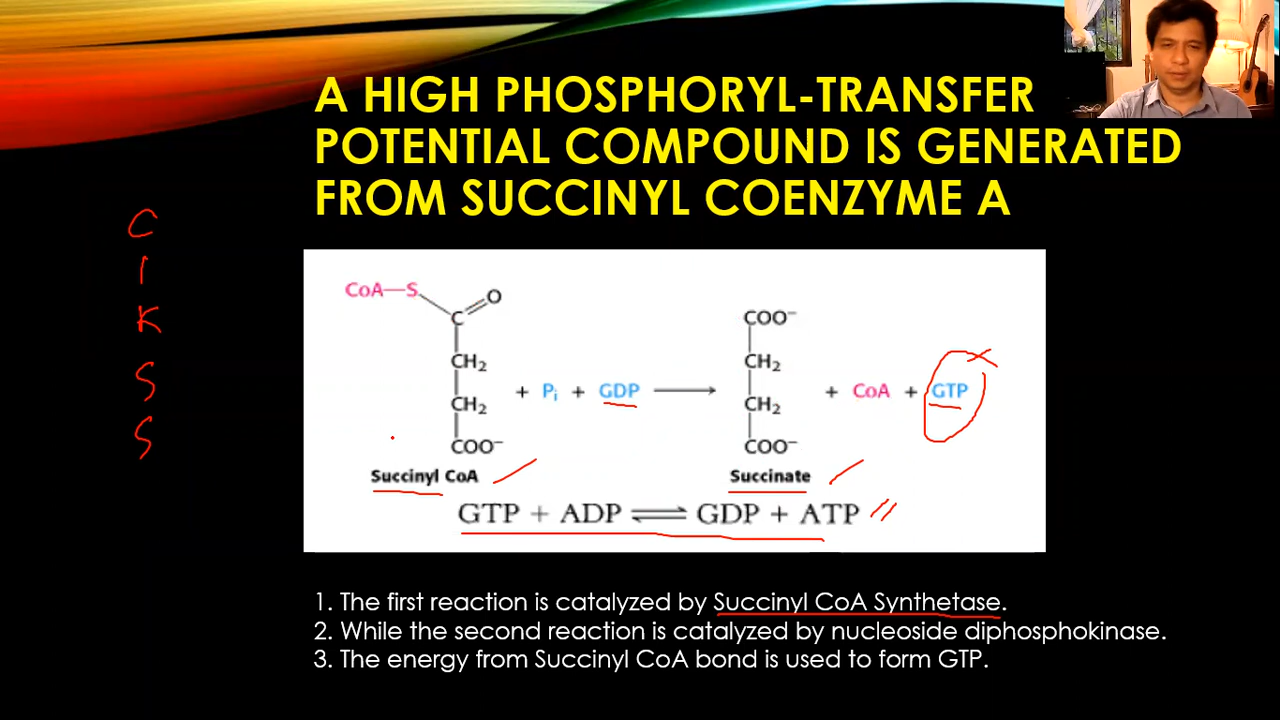 A HIGH PHOSPHORYL-TRANSFER
POTENTIAL COMPOUND IS GENERATED
FROM SUCCINYL COENZYME A
C
I
K
S
S
CoA—S
O
C
CH₂
CH₂
COO⁻
Succinyl CoA
+ Pᵢ + GDP ⟶
COO⁻
CH₂
CH₂
COO⁻
Succinate
+ CoA + GTP
GTP + ADP ⇌ GDP + ATP
1. The first reaction is catalyzed by Succinyl CoA Synthetase.
2. While the second reaction is catalyzed by nucleoside diphosphokinase.
3. The energy from Succinyl CoA bond is used to form GTP.